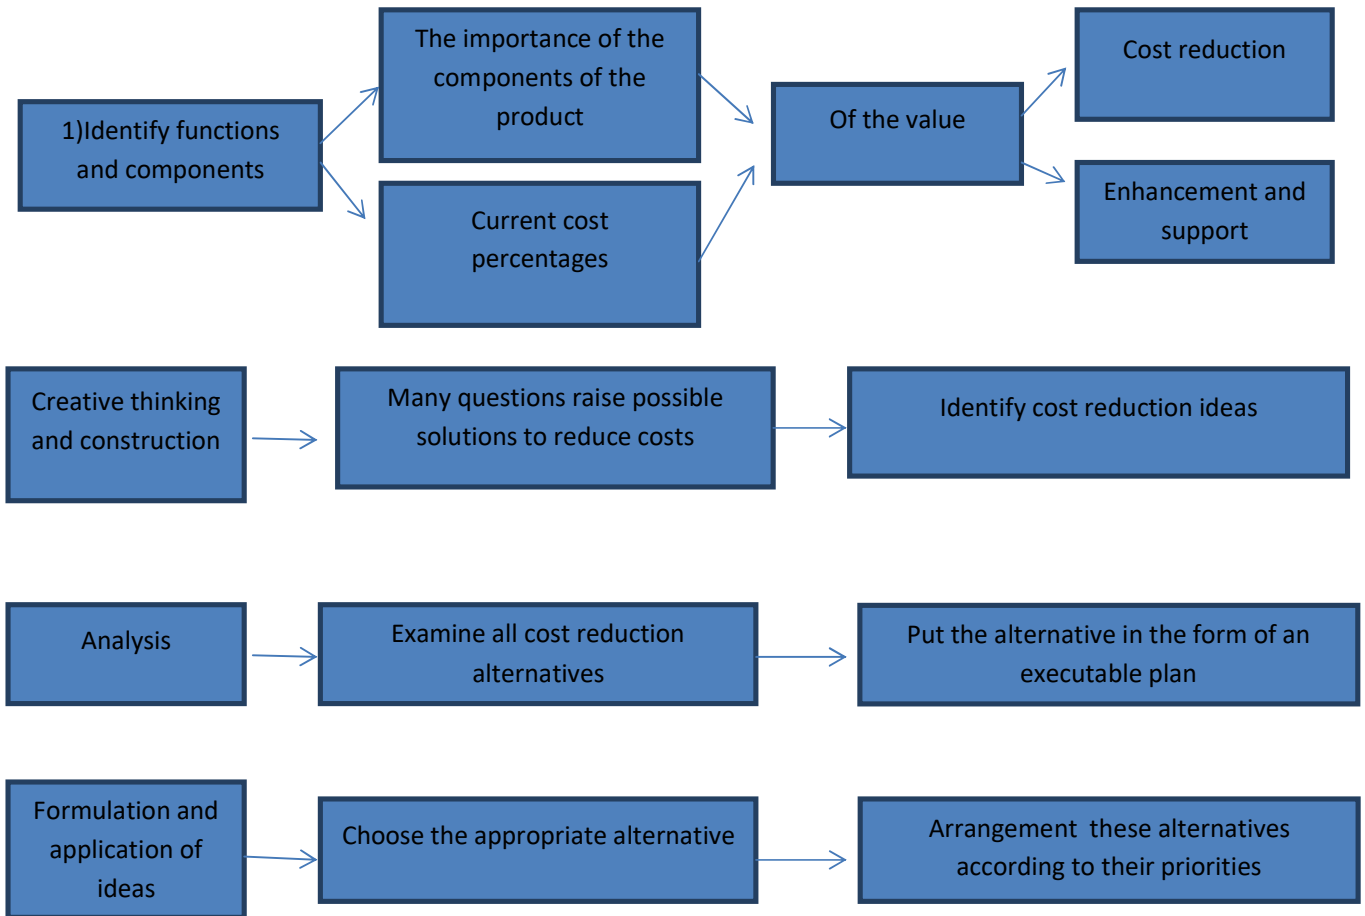 1)Identify functions
and components
The importance of the
components of the
product
Current cost
percentages
Of the value
Cost reduction
Enhancement and
support
Creative thinking
and construction
Many questions raise possible
solutions to reduce costs
Identify cost reduction ideas
Analysis
Examine all cost reduction
alternatives
Put the alternative in the form of an
executable plan
Formulation and
application of
ideas
Choose the appropriate alternative
Arrangement  these alternatives
according to their priorities